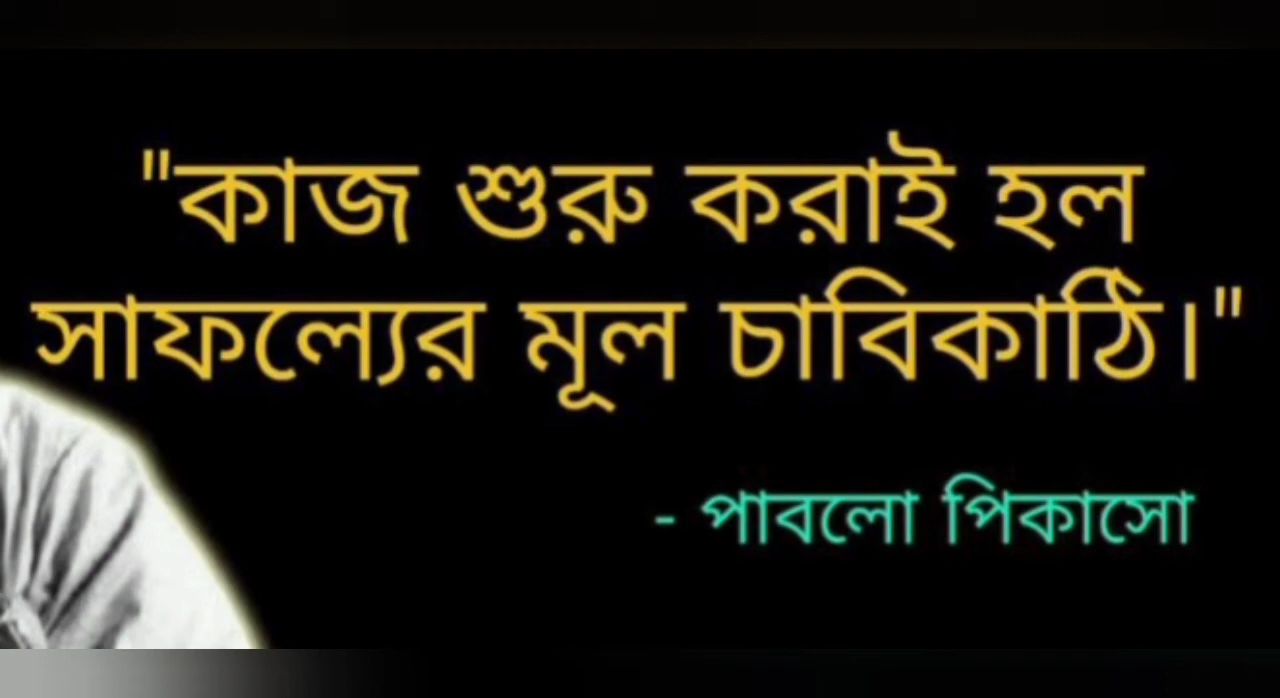 "কাজ শুরু করাই হল
সাফল্যের মূল চাবিকাঠি।"
- পাবলো পিকাসো